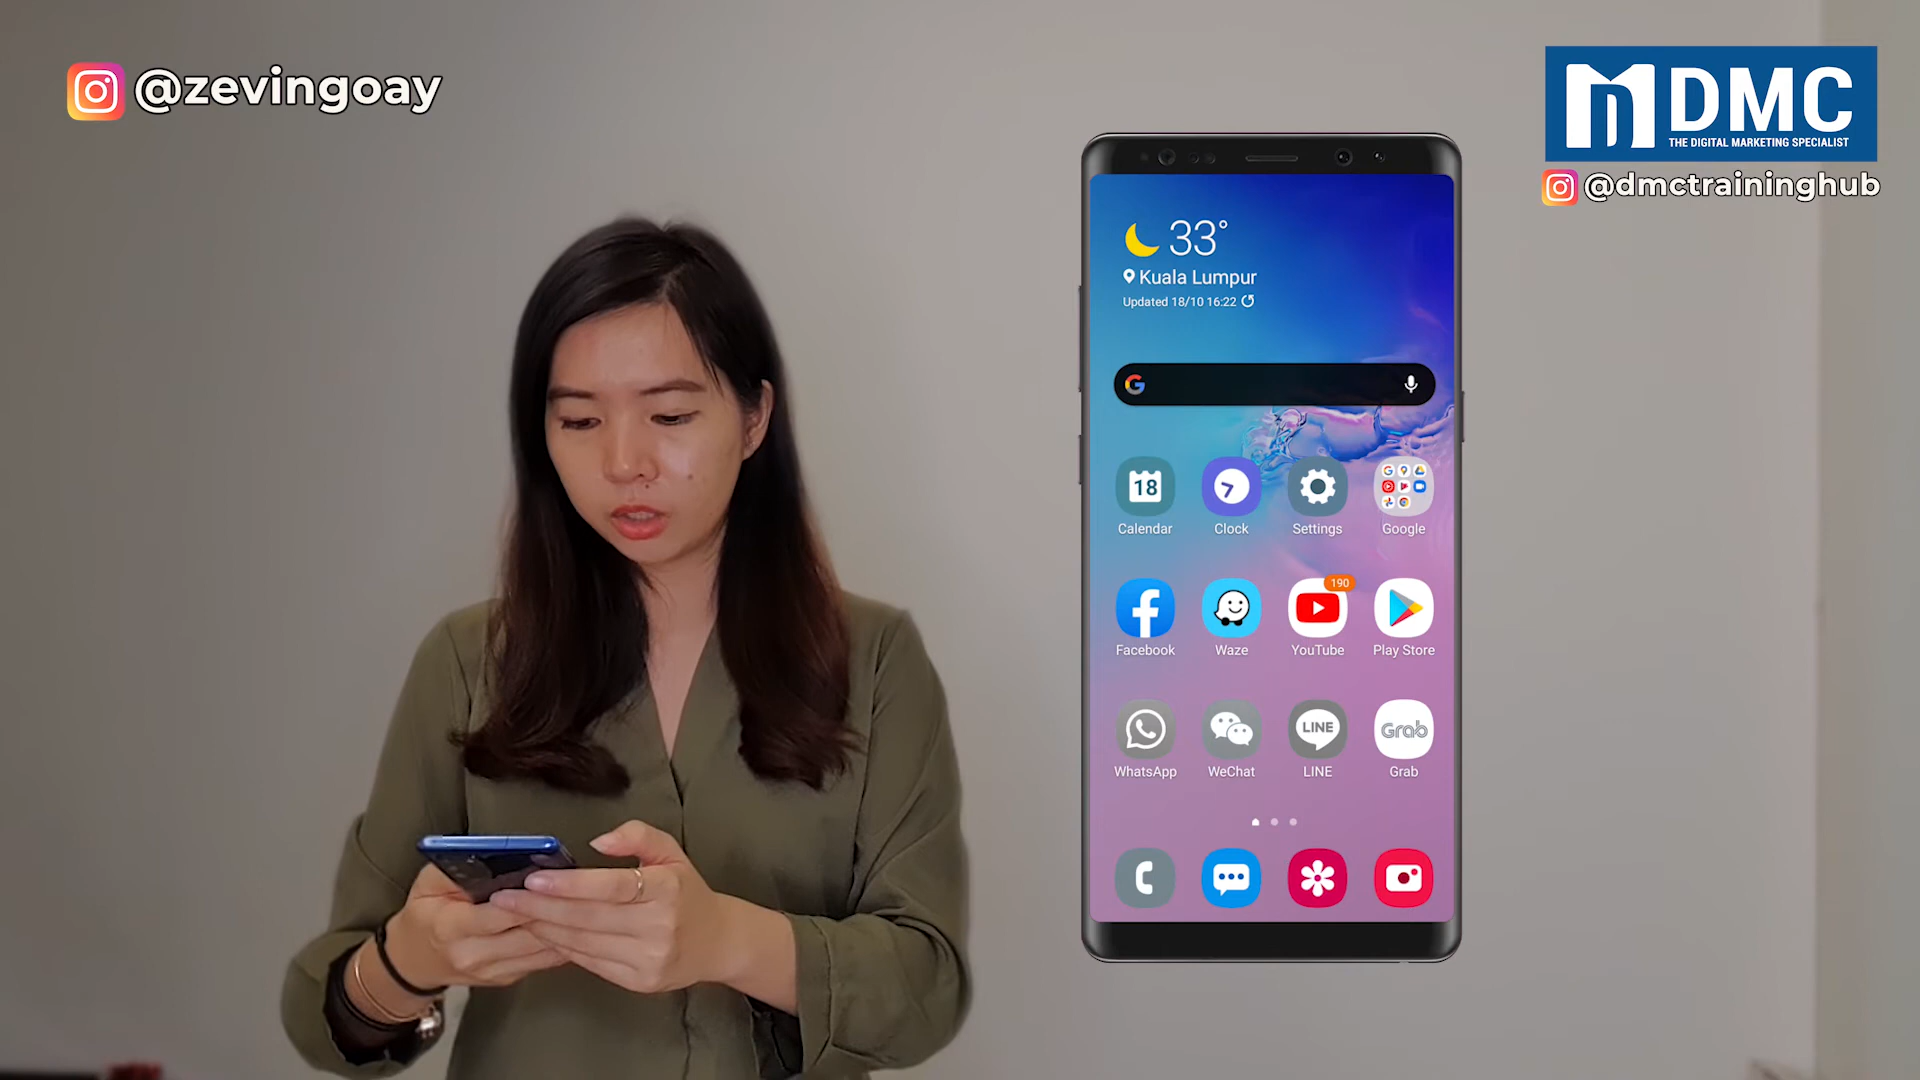 @zevingoay
DMC
THE DIGITAL MARKETING SPECIALIST
@dmctraininghub
33°
Kuala Lumpur
Updated 18/10 16:22
18
Calendar
Clock
Settings
Google
190
Facebook
Waze
YouTube
Play Store
LINE
Grab
WhatsApp
WeChat
LINE
Grab